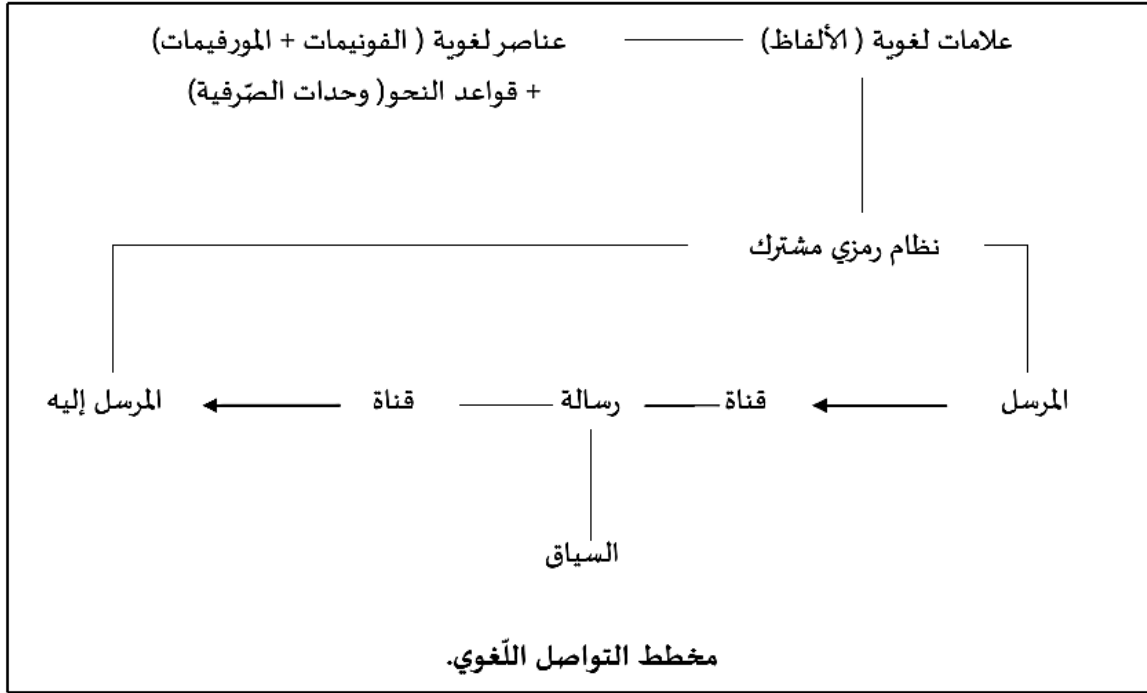 علامات لغوية ( الألفاظ) عناصر لغوية ( الفونيمات + المورفيمات)
+ قواعد النحو( وحدات الصّرفية)
نظام رمزي مشترك
المرسل قناة رسالة قناة المرسل إليه
السياق
مخطط التواصل اللّغوي.